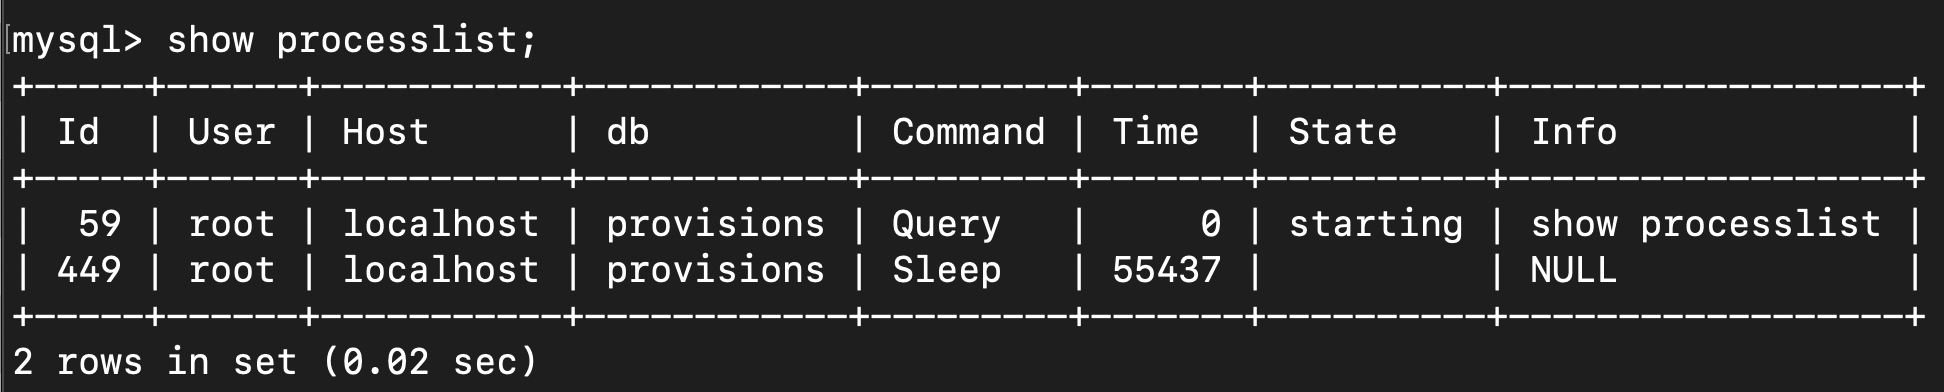 mysql> show processlist;
+-----+------+-----------+------------+---------+-------+----------+------------------+
| Id  | User | Host      | db         | Command | Time  | State    | Info             |
+-----+------+-----------+------------+---------+-------+----------+------------------+
|  59 | root | localhost | provisions | Query   |     0 | starting | show processlist |
| 449 | root | localhost | provisions | Sleep   | 55437 |          | NULL             |
+-----+------+-----------+------------+---------+-------+----------+------------------+
2 rows in set (0.02 sec)